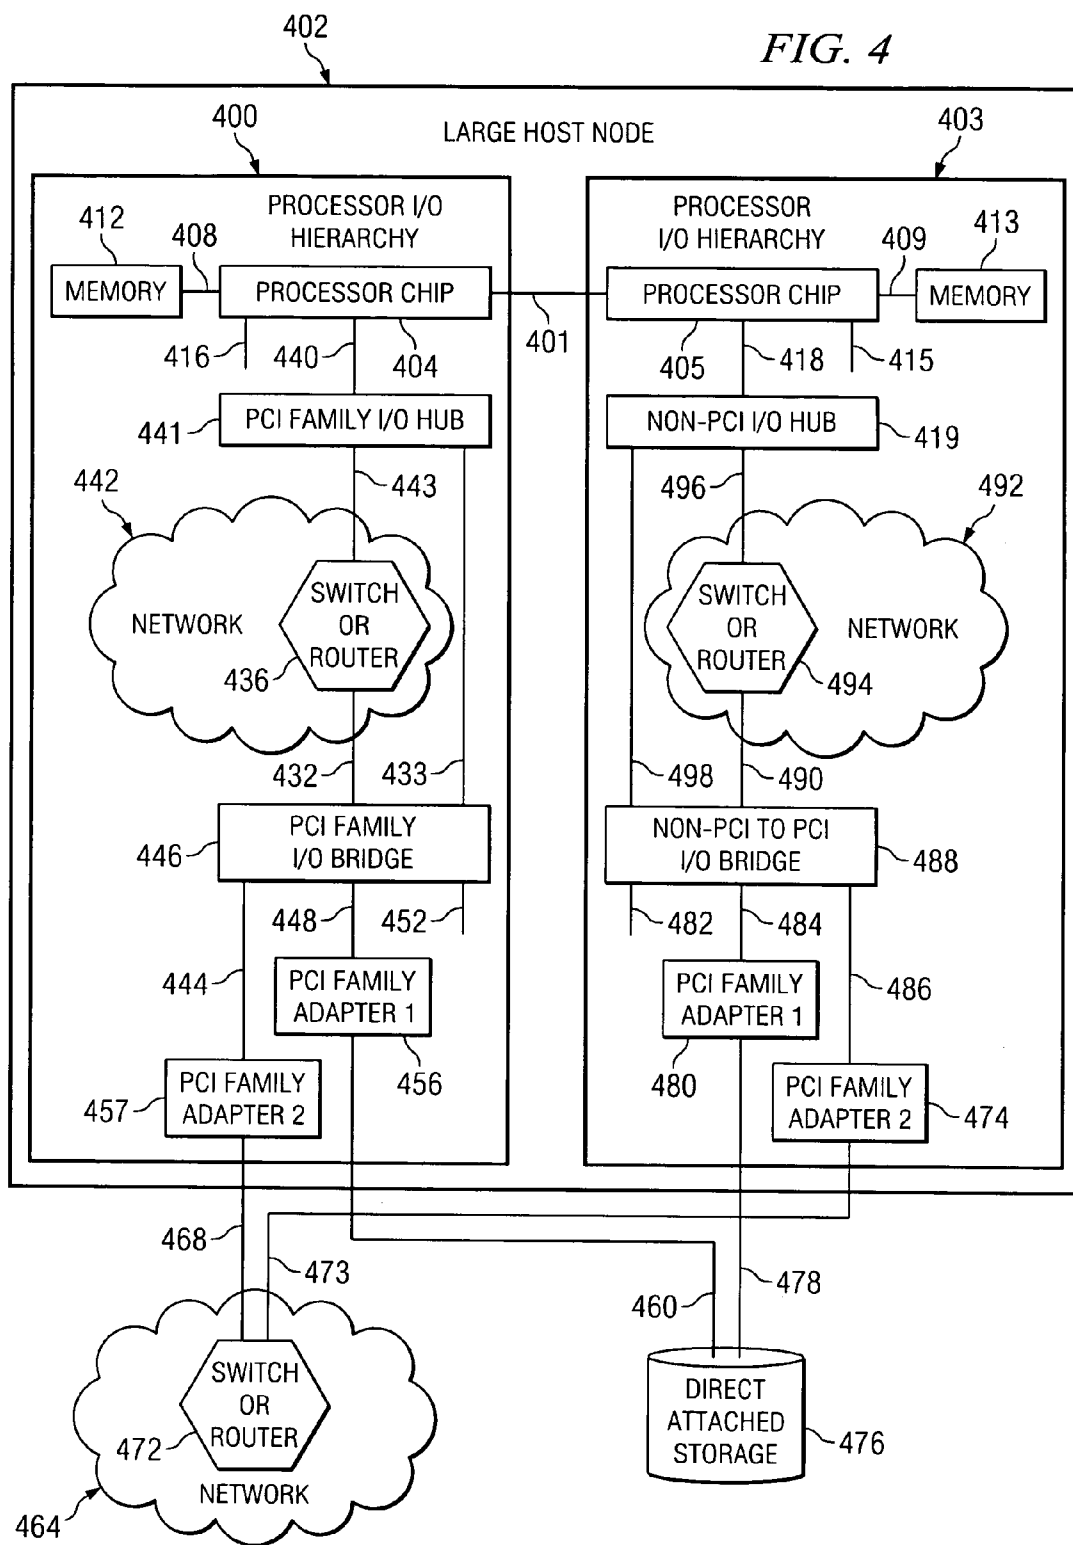 402
FIG. 4
400
LARGE HOST NODE
403
412
PROCESSOR I/O
HIERARCHY
408
MEMORY
PROCESSOR CHIP
401
PROCESSOR
I/O HIERARCHY
409
413
PROCESSOR CHIP
MEMORY
416
440
404
405
418
415
441
PCI FAMILY I/O HUB
NON-PCI I/O HUB
419
442
443
496
492
NETWORK
SWITCH
OR
ROUTER
436
SWITCH
OR
ROUTER
494
NETWORK
432
433
498
490
446
PCI FAMILY
I/O BRIDGE
NON-PCI TO PCI
I/O BRIDGE
488
448
452
482
484
444
PCI FAMILY
ADAPTER 1
456
PCI FAMILY
ADAPTER 1
480
486
457
PCI FAMILY
ADAPTER 2
PCI FAMILY
ADAPTER 2
474
468
473
460
478
SWITCH
OR
ROUTER
472
NETWORK
464
DIRECT
ATTACHED
STORAGE
476